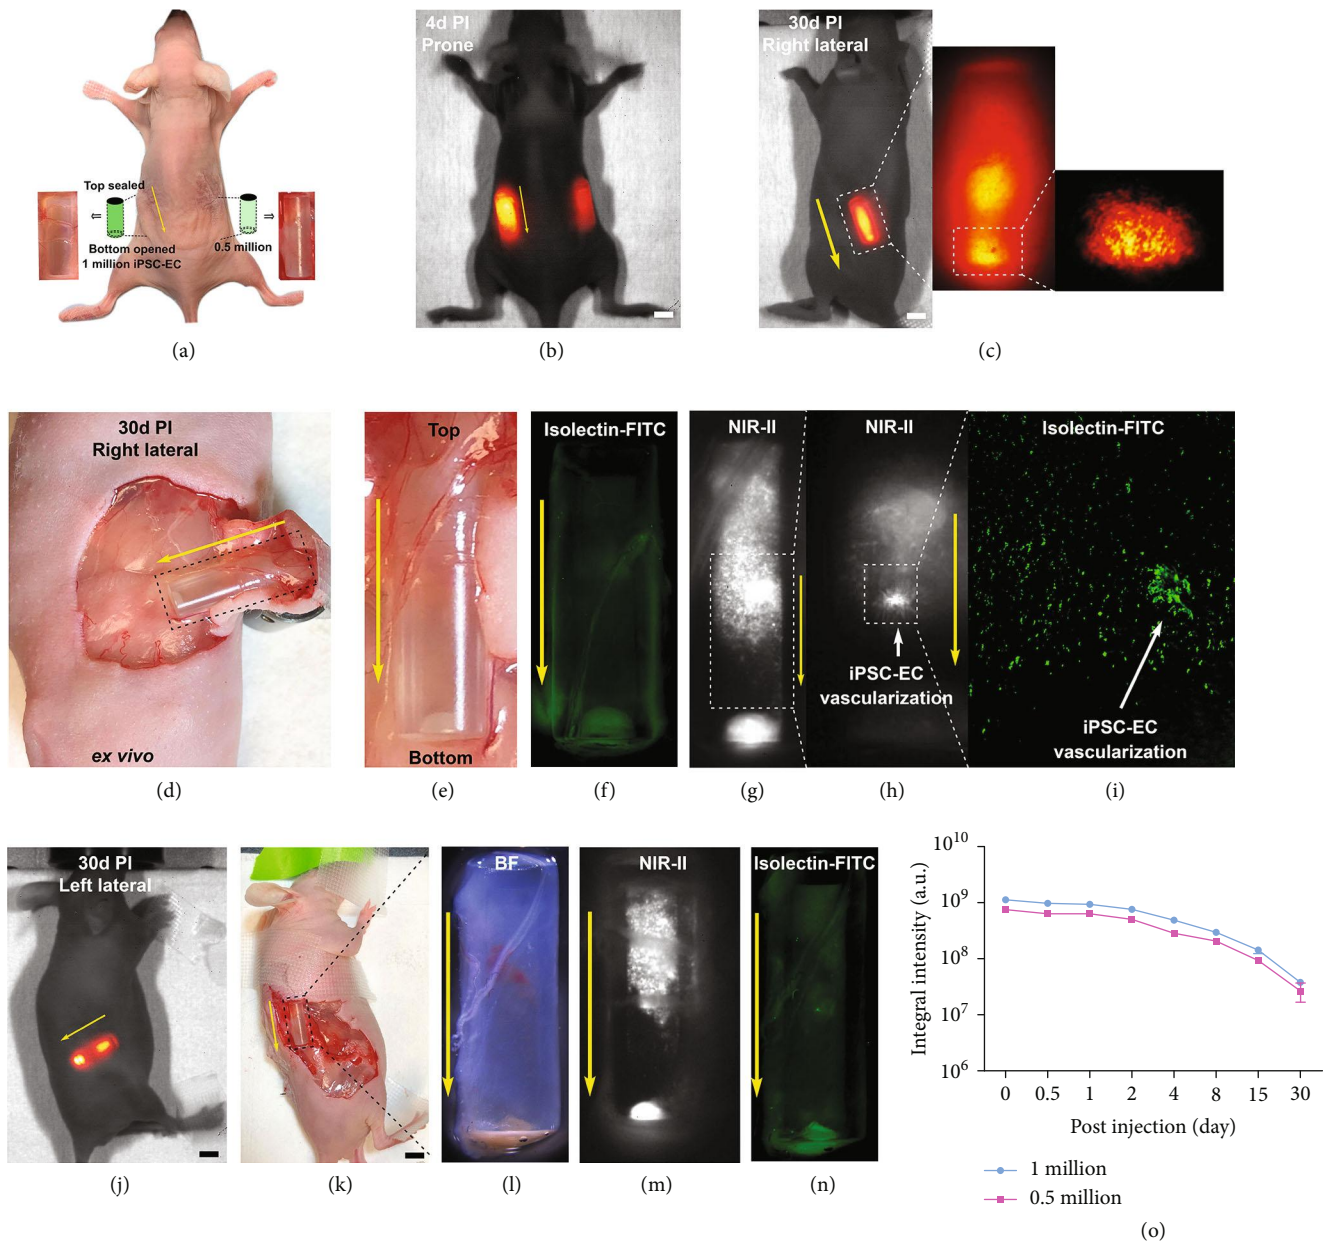 Top sealed
Bottom opened
1 million iPSC-EC
0.5 million
(a)
4d PI
Prone
(b)
30d PI
Right lateral
(c)
30d PI
Right lateral
ex vivo
(d)
Top
Bottom
(e)
Isolectin-FITC
(f)
NIR-II
(g)
NIR-II
iPSC-EC
vascularization
(h)
Isolectin-FITC
iPSC-EC
vascularization
(i)
30d PI
Left lateral
(j)
(k)
BF
(l)
NIR-II
(m)
Isolectin-FITC
(n)
Integral intensity (a.u.)
10¹⁰
10⁹
10⁸
10⁷
10⁶
0 0.5 1 2 4 8 15 30
Post injection (day)
1 million
0.5 million
(o)